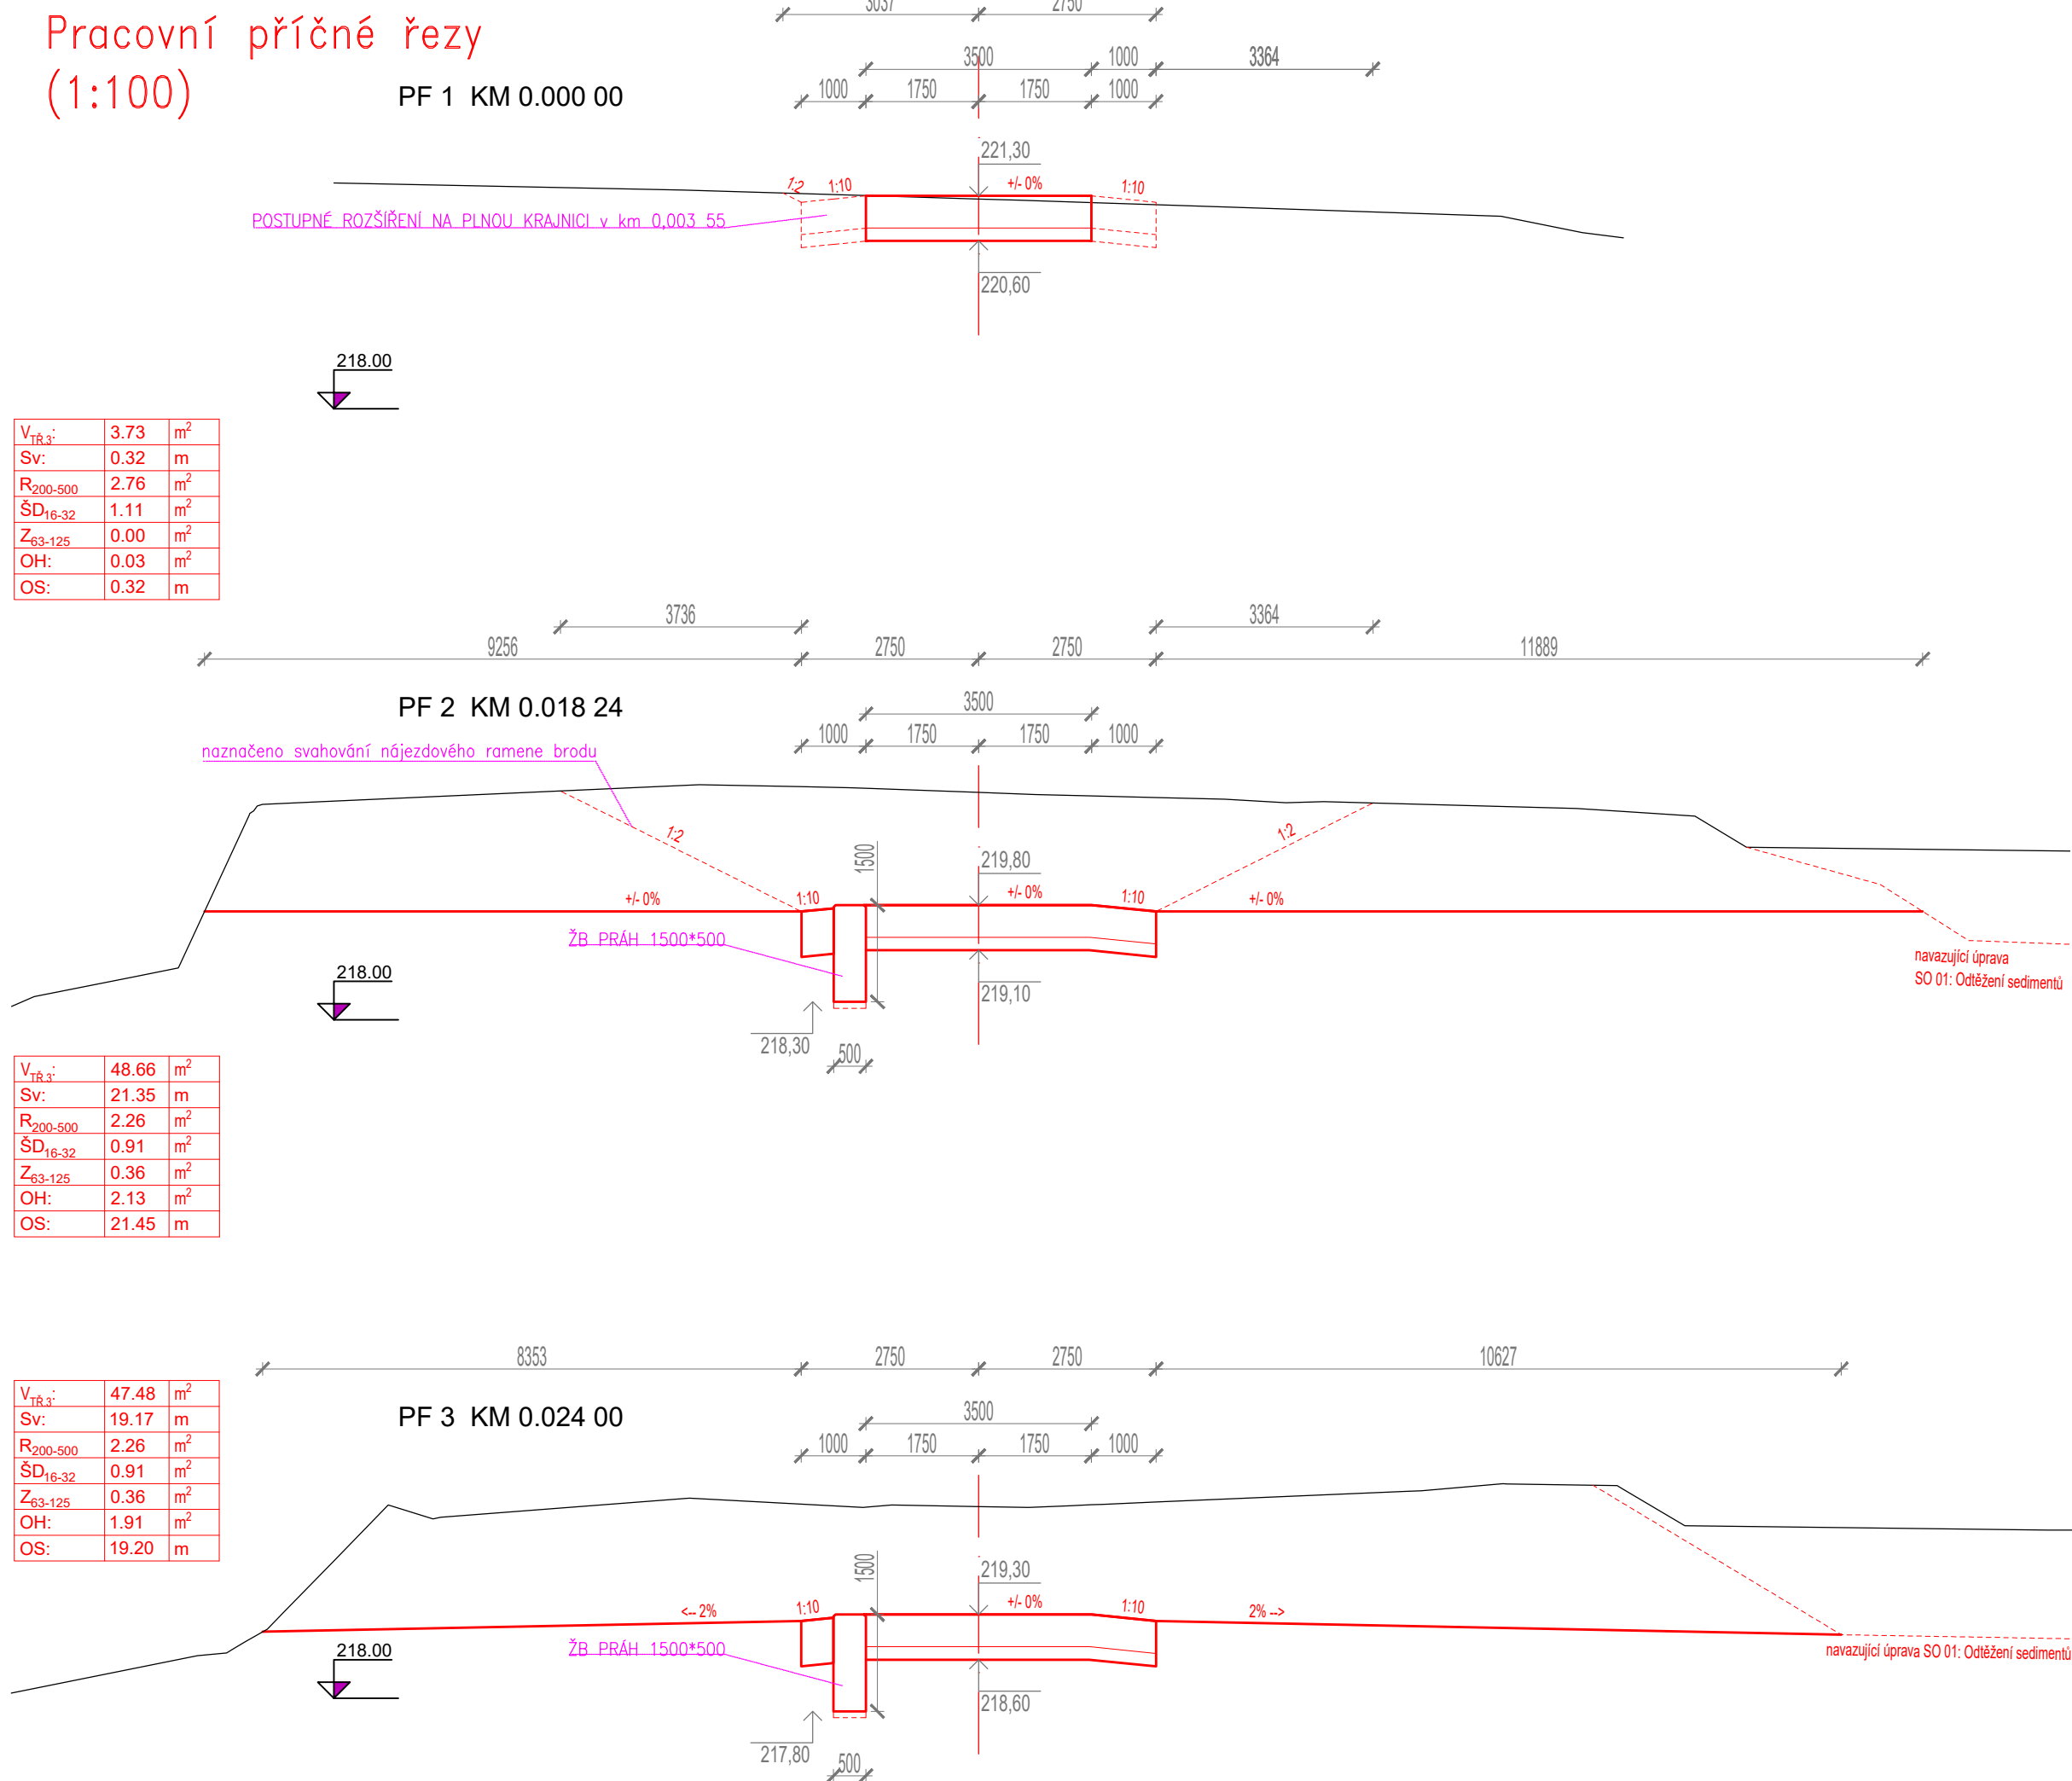 Pracovní příčné řezy
(1:100)
3037 2750
3500 1000 3364
PF 1 KM 0.000 00
1000 1750 1750 1000
221,30
1:2 1:10 +/- 0% 1:10
POSTUPNÉ ROZŠÍŘENÍ NA PLNOU KRAJNICI v km 0,003 55
220,60
218.00
VTŘ.3: 3.73 m²
Sv: 0.32 m
R200-500 2.76 m²
ŠD16-32 1.11 m²
Z63-125 0.00 m²
OH: 0.03 m²
OS: 0.32 m
3736 3364
9256 2750 2750 11889
PF 2 KM 0.018 24
3500
1000 1750 1750 1000
naznačeno svahování nájezdového ramene brodu
1:2 1:2
1500
219,80
+/- 0% 1:10 +/- 0% 1:10 +/- 0%
ŽB PRÁH 1500*500
navazující úprava
SO 01: Odtěžení sedimentů
218.00
219,10
218,30
500
VTŘ.3: 48.66 m²
Sv: 21.35 m
R200-500 2.26 m²
ŠD16-32 0.91 m²
Z63-125 0.36 m²
OH: 2.13 m²
OS: 21.45 m
8353 2750 2750 10627
VTŘ.3: 47.48 m²
Sv: 19.17 m
R200-500 2.26 m²
ŠD16-32 0.91 m²
Z63-125 0.36 m²
OH: 1.91 m²
OS: 19.20 m
PF 3 KM 0.024 00
3500
1000 1750 1750 1000
1500
219,30
<-- 2% 1:10 +/- 0% 1:10 2% -->
ŽB PRÁH 1500*500
navazující úprava SO 01: Odtěžení sedimentů
218.00
218,60
217,80
500